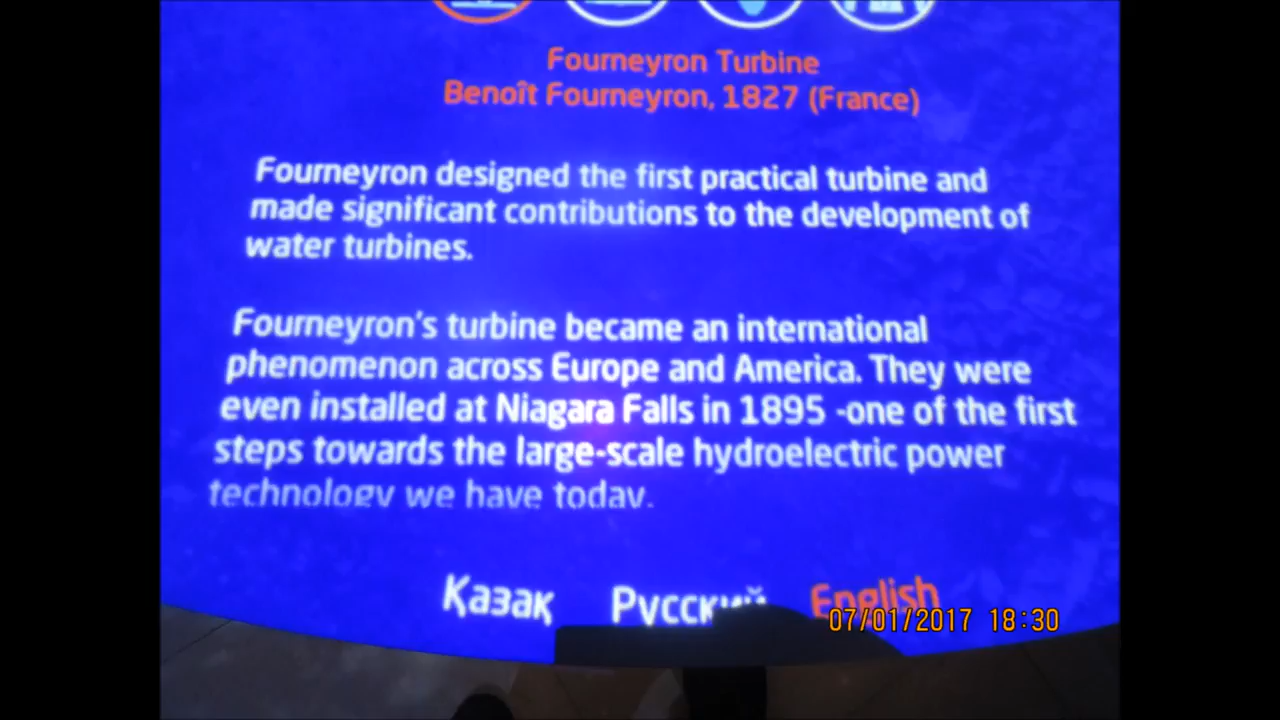 Fourneyron Turbine
Benoît Fourneyron, 1827 (France)
Fourneyron designed the first practical turbine and
made significant contributions to the development of
water turbines.
Fourneyron's turbine became an international
phenomenon across Europe and America. They were
even installed at Niagara Falls in 1895 -one of the first
steps towards the large-scale hydroelectric power
technology we have today.
Қазақ Русский English
07/01/2017 18:30